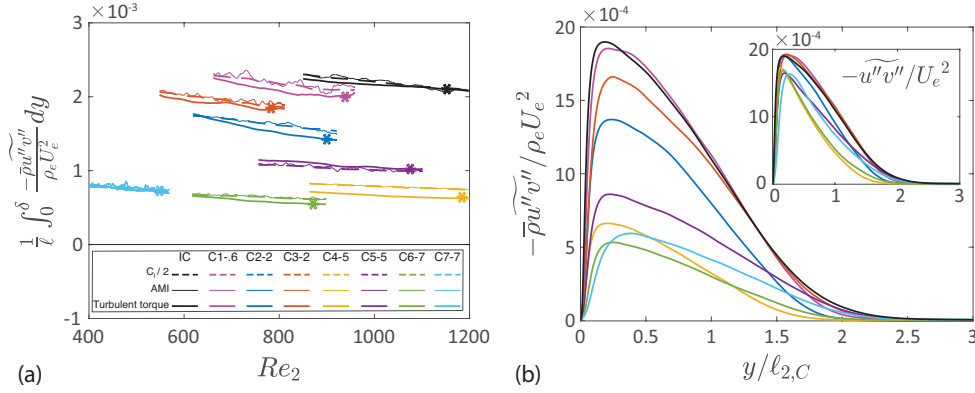 × 10⁻³
3
2
1
0
-1
400
600
800
1000
1200
Re₂
1/ℓ ∫₀^δ −ρ̄u″v″/ρₑUₑ² dy
IC C1-.6 C2-2 C3-2 C4-5 C5-5 C6-7 C7-7
C_f / 2
AMI
Turbulent torque
(a)
× 10⁻⁴
20
15
10
5
0
0
0.5
1
1.5
2
2.5
3
y/ℓ₂,C
−ρ̄u″v″/ρₑUₑ²
× 10⁻⁴
20
10
0
0
1
2
3
−u″v″/Uₑ²
(b)